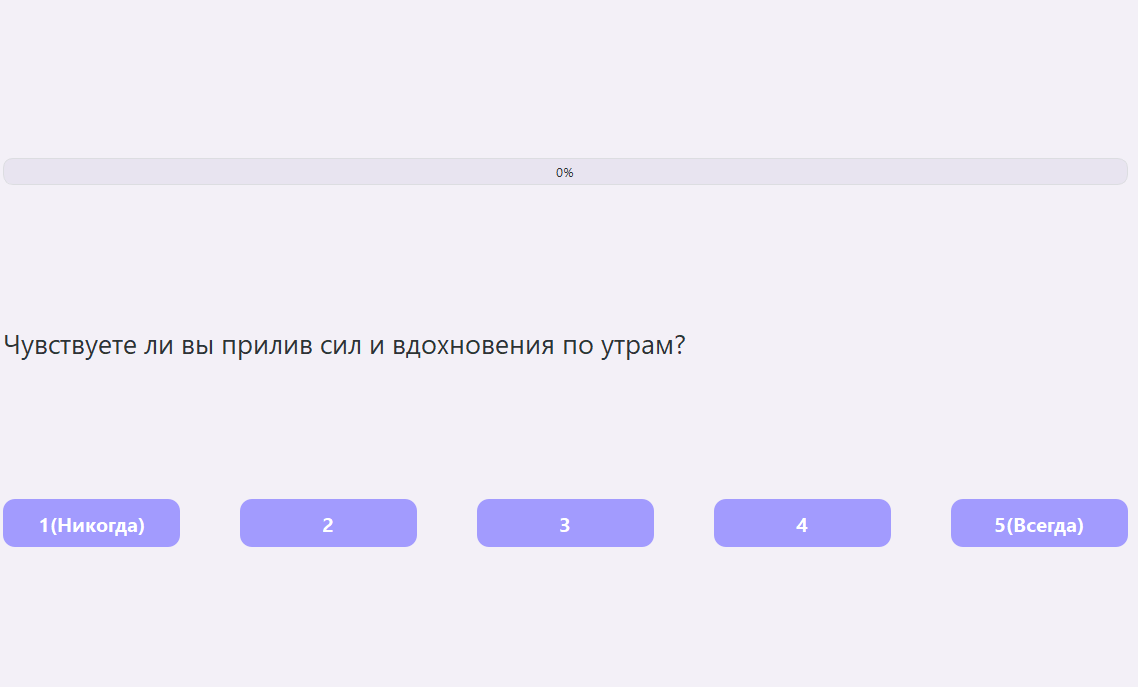 0%
Чувствуете ли вы прилив сил и вдохновения по утрам?
1(Никогда) 2 3 4 5(Всегда)